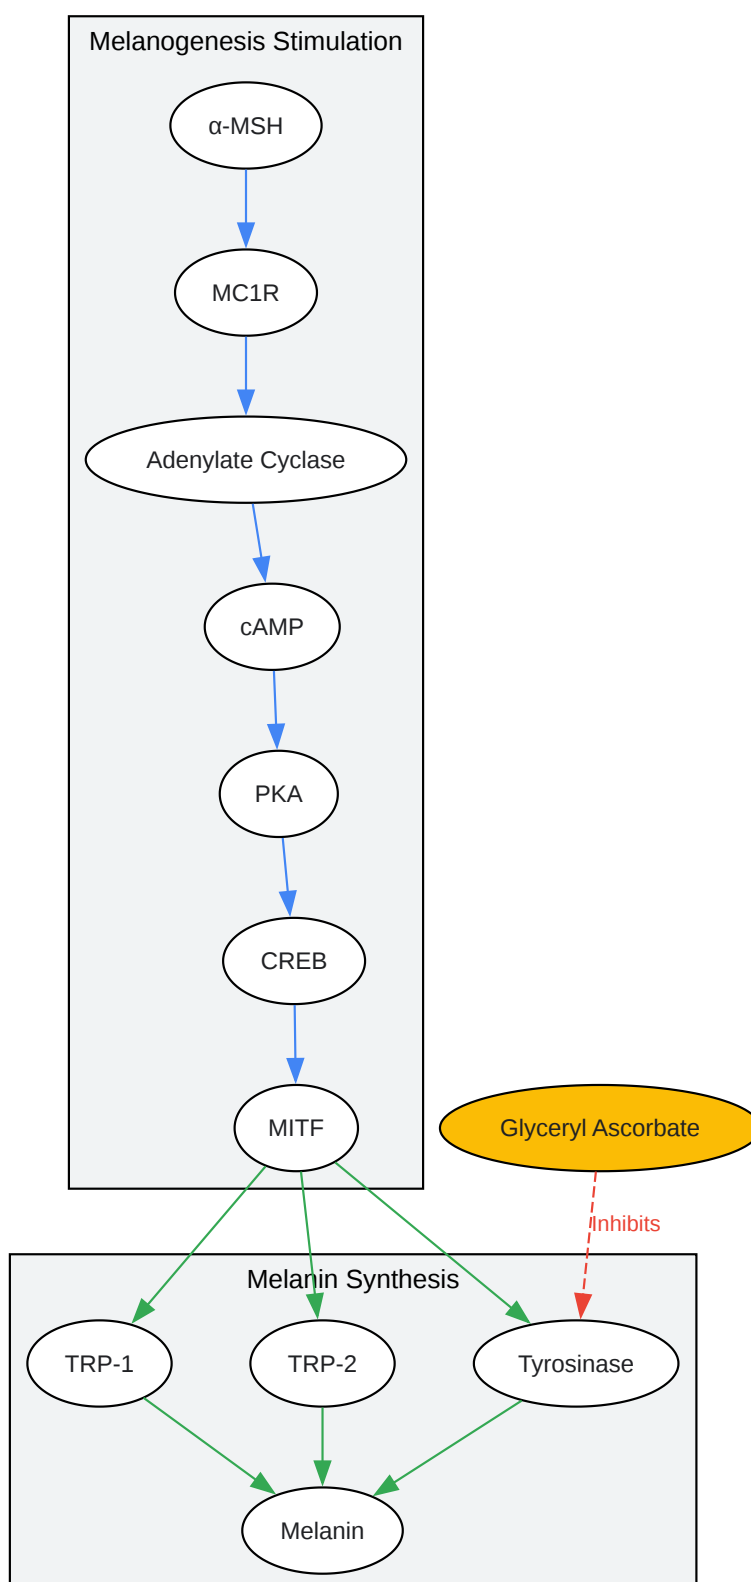 Melanogenesis Stimulation
α-MSH
MC1R
Adenylate Cyclase
cAMP
PKA
CREB
MITF
Glyceryl Ascorbate
Inhibits
Melanin Synthesis
TRP-1
TRP-2
Tyrosinase
Melanin